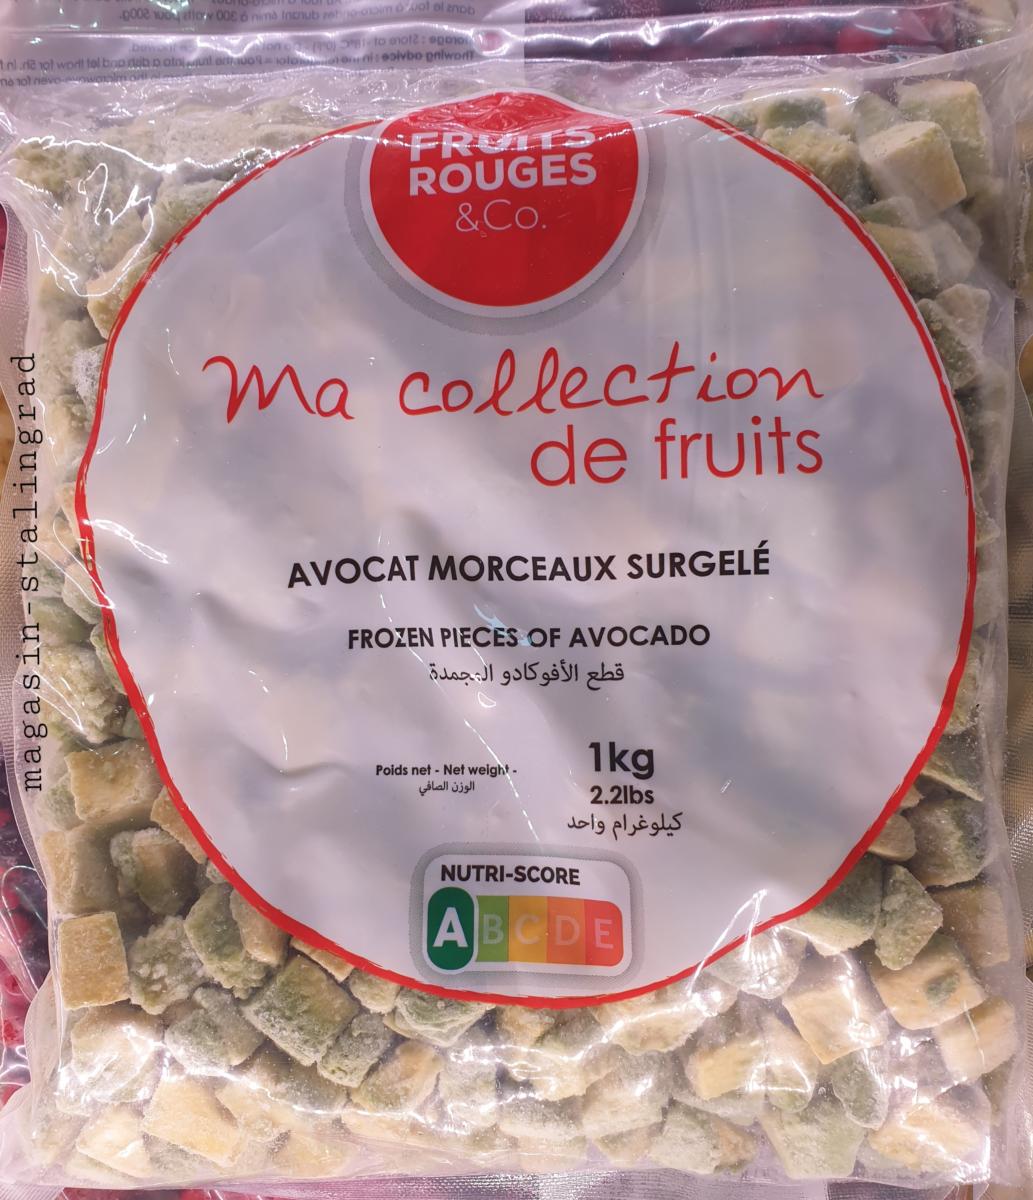 FRUITS
ROUGES
&Co.
Ma collection
de fruits
AVOCAT MORCEAUX SURGELÉ
FROZEN PIECES OF AVOCADO
قطع الأفوكادو المجمدة
Poids net - Net weight -
الوزن الصافي
1kg
2.2lbs
كيلوغرام واحد
NUTRI-SCORE
A B C D E
magasin-stalingrad